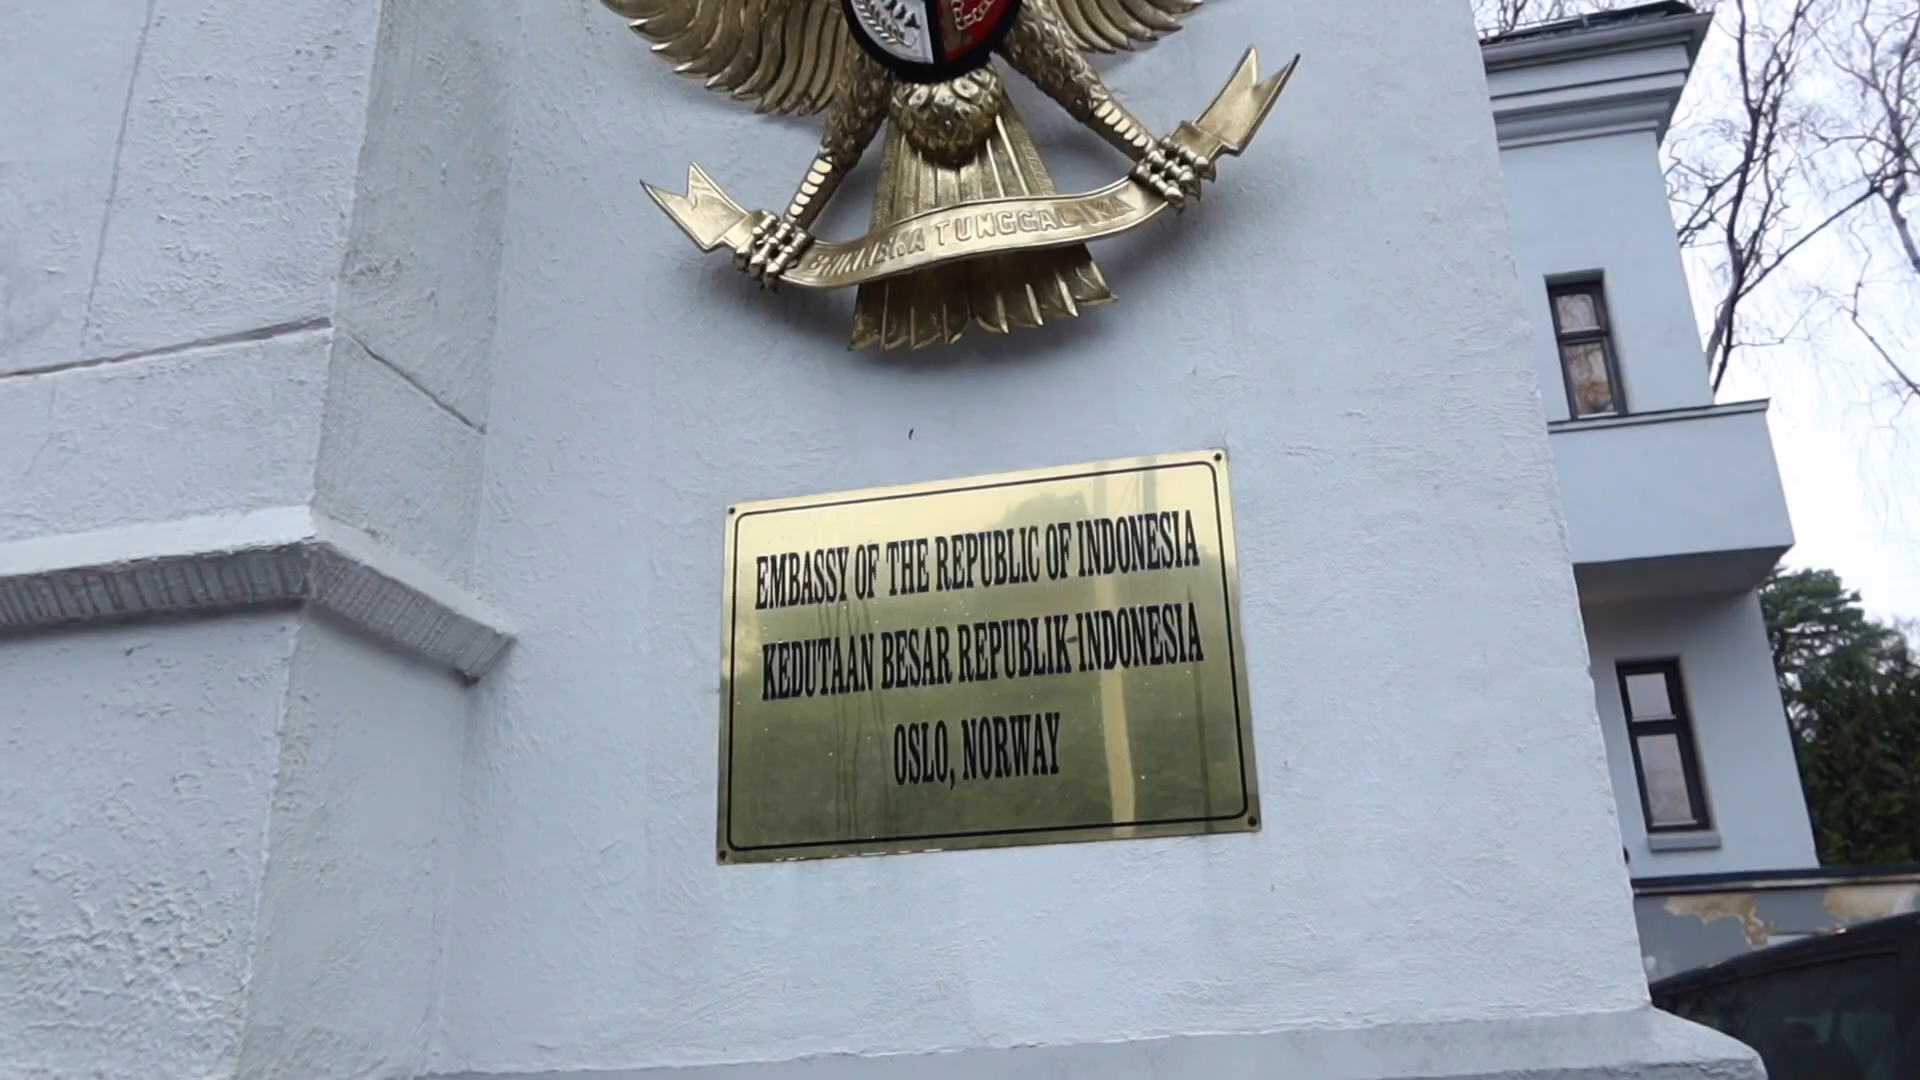 BHINNEKA TUNGGAL IKA
EMBASSY OF THE REPUBLIC OF INDONESIA
KEDUTAAN BESAR REPUBLIK INDONESIA
OSLO, NORWAY